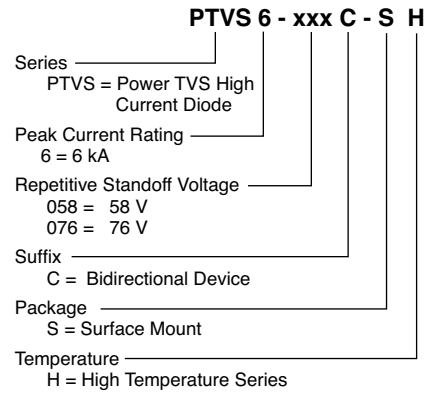 PTVS 6 - xxx C - S H
Series
PTVS = Power TVS High
Current Diode
Peak Current Rating
6 = 6 kA
Repetitive Standoff Voltage
058 = 58 V
076 = 76 V
Suffix
C = Bidirectional Device
Package
S = Surface Mount
Temperature
H = High Temperature Series